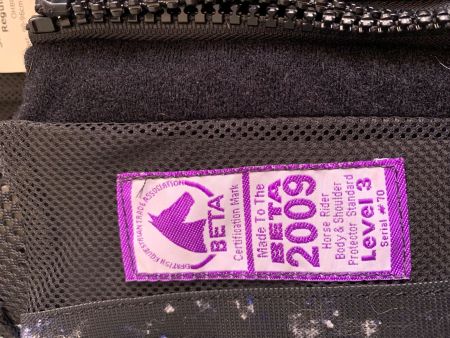 BRITISH EQUESTRIAN TRADE ASSOCIATION
BETA
Certification Mark
Made To The
BETA
2009
Horse Rider
Body & Shoulder
Protector Standard
Level 3
Serial #70